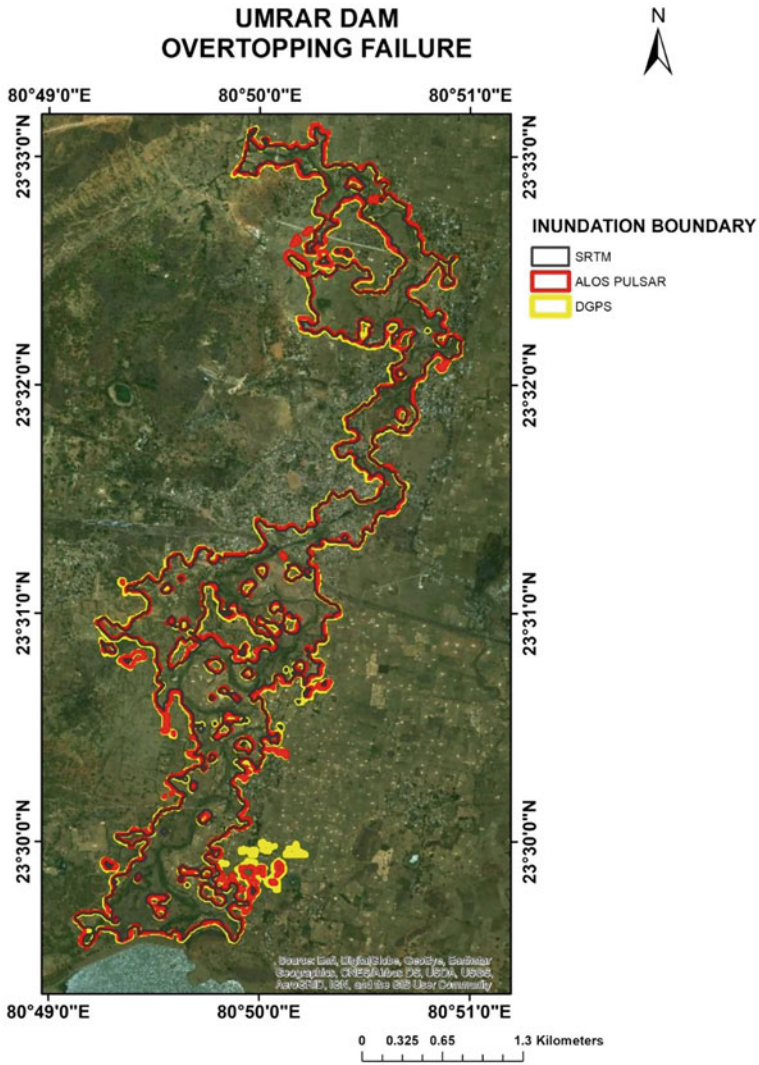 UMRAR DAM
OVERTOPPING FAILURE
N
80°49'0"E 80°50'0"E 80°51'0"E
23°33'0"N 23°33'0"N
INUNDATION BOUNDARY
SRTM
ALOS PULSAR
DGPS
23°32'0"N 23°32'0"N
23°31'0"N 23°31'0"N
23°30'0"N 23°30'0"N
Source: Esri, DigitalGlobe, GeoEye, Earthstar
Geographics, CNES/Airbus DS, USDA, USGS,
AeroGRID, IGN, and the GIS User Community
80°49'0"E 80°50'0"E 80°51'0"E
0 0.325 0.65 1.3 Kilometers